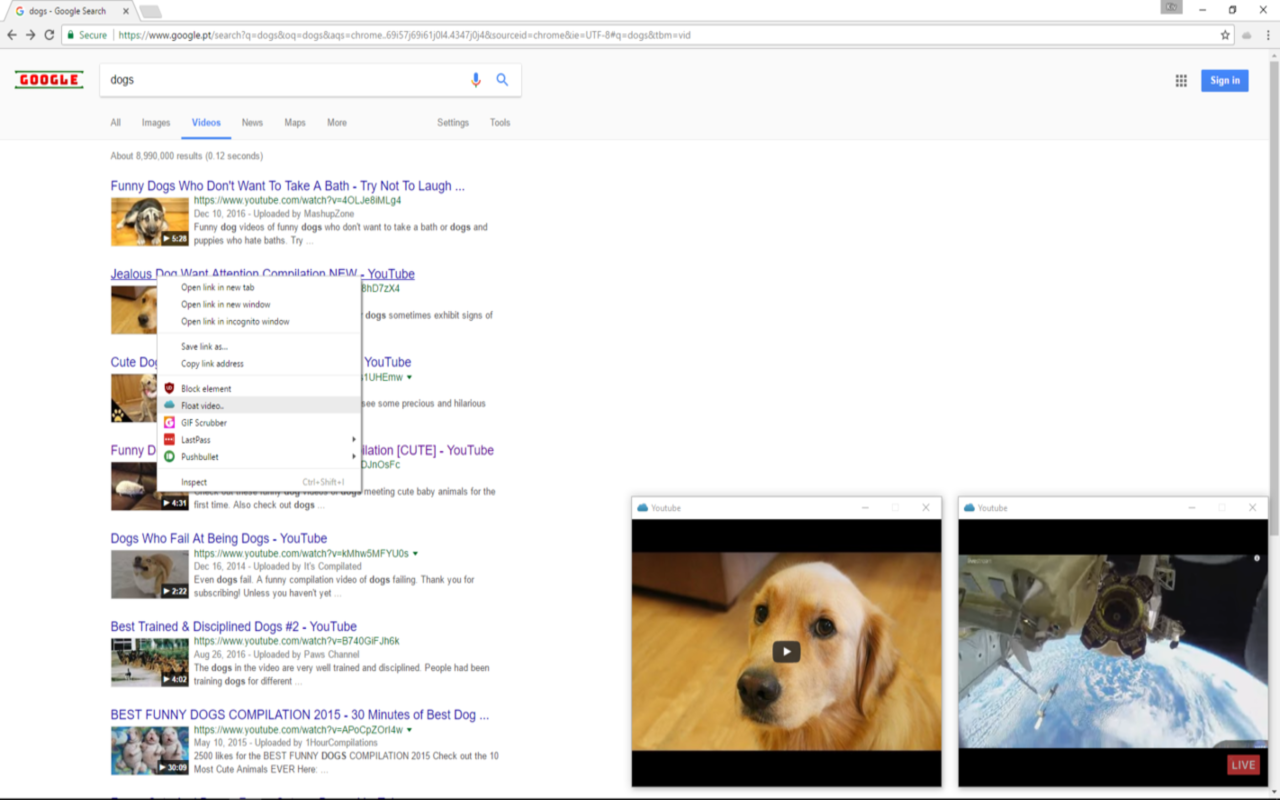 dogs - Google Search
Secure https://www.google.pt/search?q=dogs&oq=dogs&aqs=chrome..69i57j69i61j0l4.4347j0j4&sourceid=chrome&ie=UTF-8#q=dogs&tbm=vid
GOOGLE
dogs
Sign in
All Images Videos News Maps More Settings Tools
About 8,990,000 results (0.12 seconds)
Funny Dogs Who Don't Want To Take A Bath - Try Not To Laugh ...
https://www.youtube.com/watch?v=4OLJe8iMLg4
Dec 10, 2016 - Uploaded by MashupZone
Funny dog videos of funny dogs who don't want to take a bath or dogs and
puppies who hate baths. Try ...
5:28
Jealous Dog Want Attention Compilation NEW - YouTube
8hD7zX4
dogs sometimes exhibit signs of
Open link in new tab
Open link in new window
Open link in incognito window
Save link as...
Copy link address
Block element
Float video..
GIF Scrubber
LastPass
Pushbullet
Inspect Ctrl+Shift+I
Cute Dog
YouTube
1UHEmw
see some precious and hilarious
Funny D
ilation [CUTE] - YouTube
DJnOsFc
Check out these funny dog videos of dogs meeting cute baby animals for the
first time. Also check out dogs ...
4:31
Dogs Who Fail At Being Dogs - YouTube
https://www.youtube.com/watch?v=kMhw5MFYU0s
Dec 16, 2014 - Uploaded by It's Compilated
Even dogs fail. A funny compilation video of dogs failing. Thank you for
subscribing! Unless you haven't yet ...
2:22
Best Trained & Disciplined Dogs #2 - YouTube
https://www.youtube.com/watch?v=B740GiFJh6k
Aug 26, 2016 - Uploaded by Paws Channel
The dogs in the video are very well trained and disciplined. People had been
training dogs for different ...
4:02
BEST FUNNY DOGS COMPILATION 2015 - 30 Minutes of Best Dog ...
https://www.youtube.com/watch?v=APoCpZOrI4w
May 10, 2015 - Uploaded by 1HourCompilations
2500 likes for the BEST FUNNY DOGS COMPILATION 2015 Check out the 10
Most Cute Animals EVER Here: ...
30:09
Youtube
Youtube
LIVE